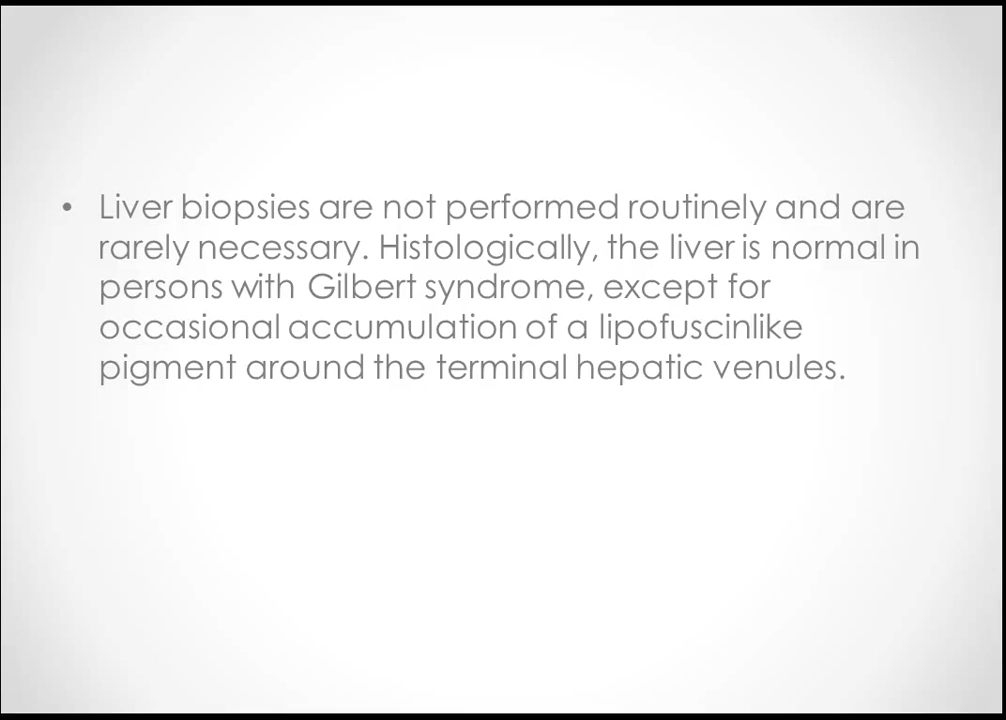 • Liver biopsies are not performed routinely and are
rarely necessary. Histologically, the liver is normal in
persons with Gilbert syndrome, except for
occasional accumulation of a lipofuscinlike
pigment around the terminal hepatic venules.